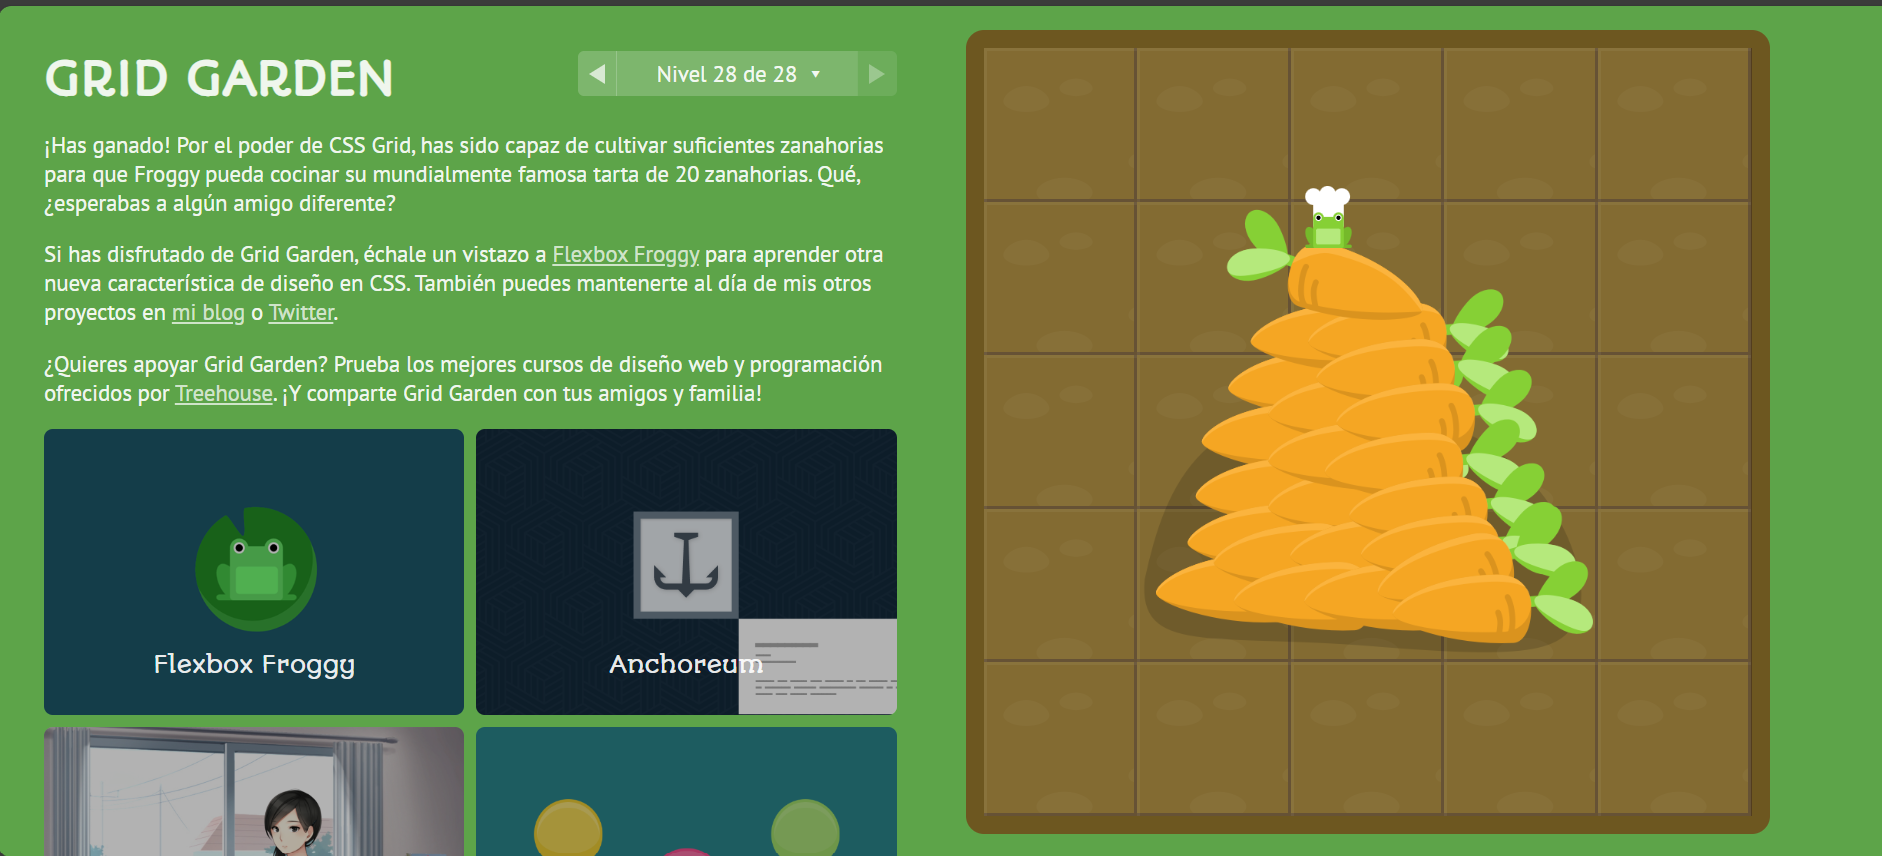 GRID GARDEN
Nivel 28 de 28
¡Has ganado! Por el poder de CSS Grid, has sido capaz de cultivar suficientes zanahorias
para que Froggy pueda cocinar su mundialmente famosa tarta de 20 zanahorias. Qué,
¿esperabas a algún amigo diferente?
Si has disfrutado de Grid Garden, échale un vistazo a Flexbox Froggy para aprender otra
nueva característica de diseño en CSS. También puedes mantenerte al día de mis otros
proyectos en mi blog o Twitter.
¿Quieres apoyar Grid Garden? Prueba los mejores cursos de diseño web y programación
ofrecidos por Treehouse. ¡Y comparte Grid Garden con tus amigos y familia!
Flexbox Froggy
Anchoreum